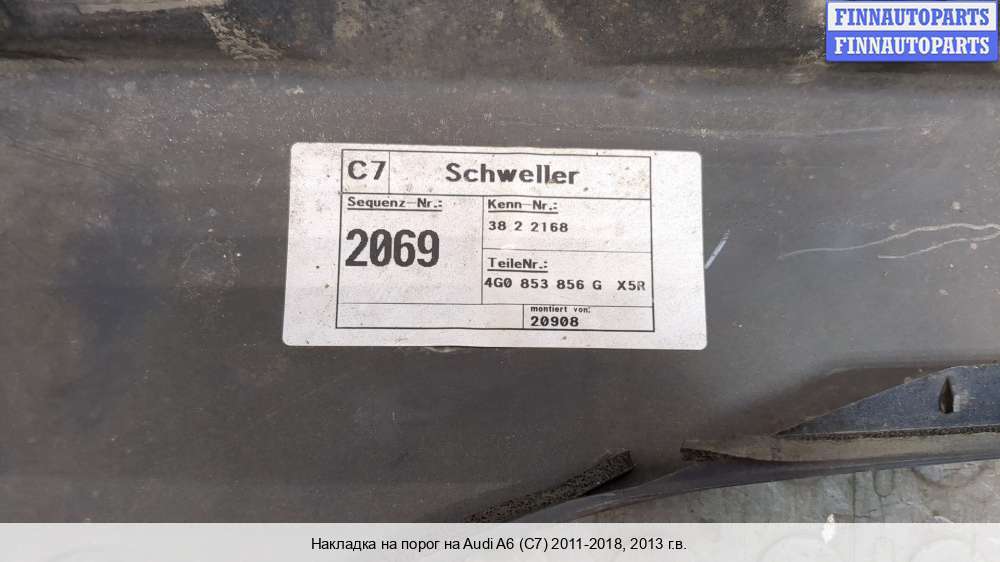 FINNAUTOPARTS
FINNAUTOPARTS
C7 Schweller
Sequenz-Nr.:
2069
Kenn-Nr.:
38 2 2168
TeileNr.:
4G0 853 856 G X5R
montiert von:
20908
Накладка на порог на Audi A6 (C7) 2011-2018, 2013 г.в.